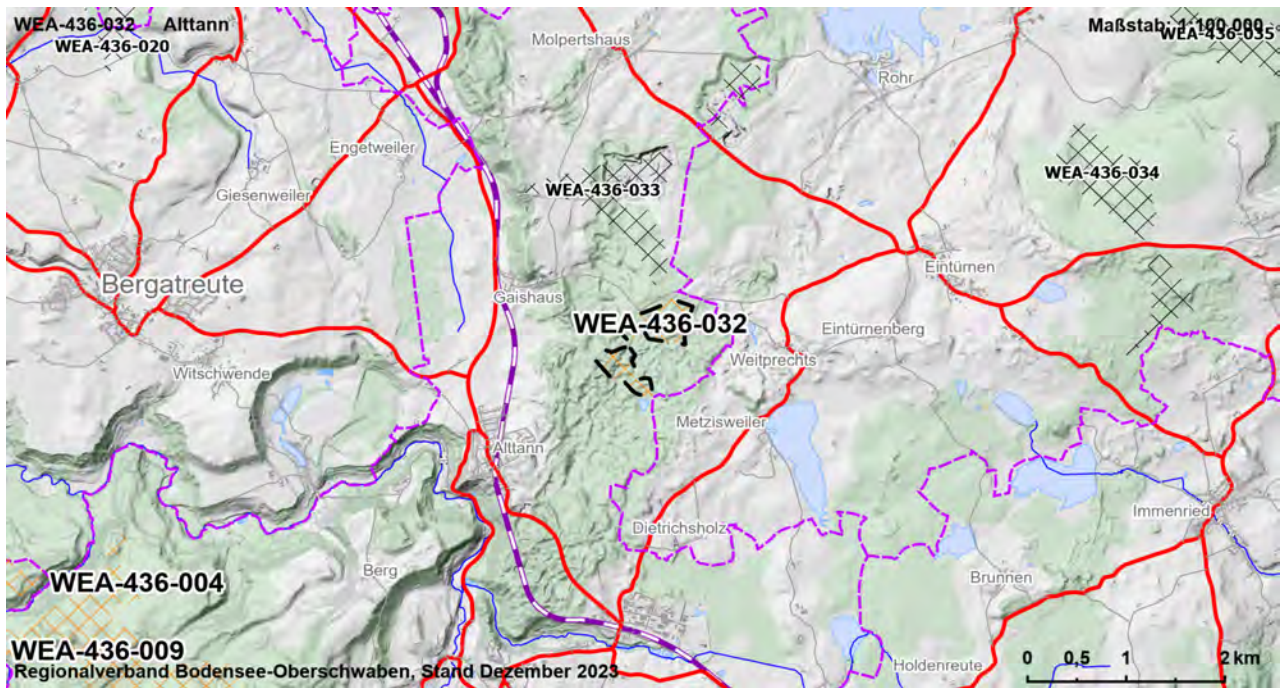 WEA-436-032 Alttann
Maßstab: 1:100 000
WEA-436-020
WEA-436-035
Molpertshaus
Rohr
Engetweiler
Giesenweiler
WEA-436-033
WEA-436-034
Bergatreute
Gaishaus
Eintürnen
WEA-436-032
Eintürnenberg
Weitprechts
Witschwende
Metzisweiler
Alttann
Dietrichsholz
Immenried
Berg
Brunnen
WEA-436-004
WEA-436-009
Holdenreute
0 0,5 1 2 km
Regionalverband Bodensee-Oberschwaben, Stand Dezember 2023